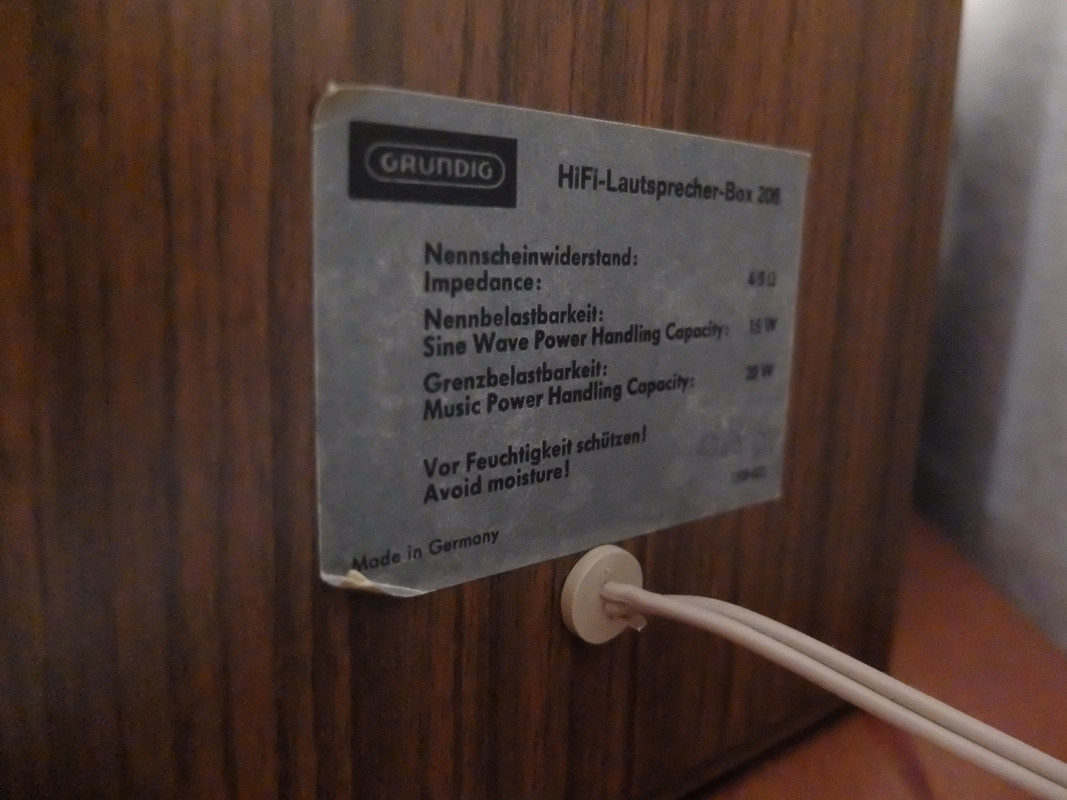 GRUNDIG
HiFi-Lautsprecher-Box
Nennscheinwiderstand:
Impedance:
Nennbelastbarkeit:
Sine Wave Power Handling Capacity: 15 W
Grenzbelastbarkeit:
Music Power Handling Capacity:
Vor Feuchtigkeit schützen!
Avoid moisture!
Made in Germany